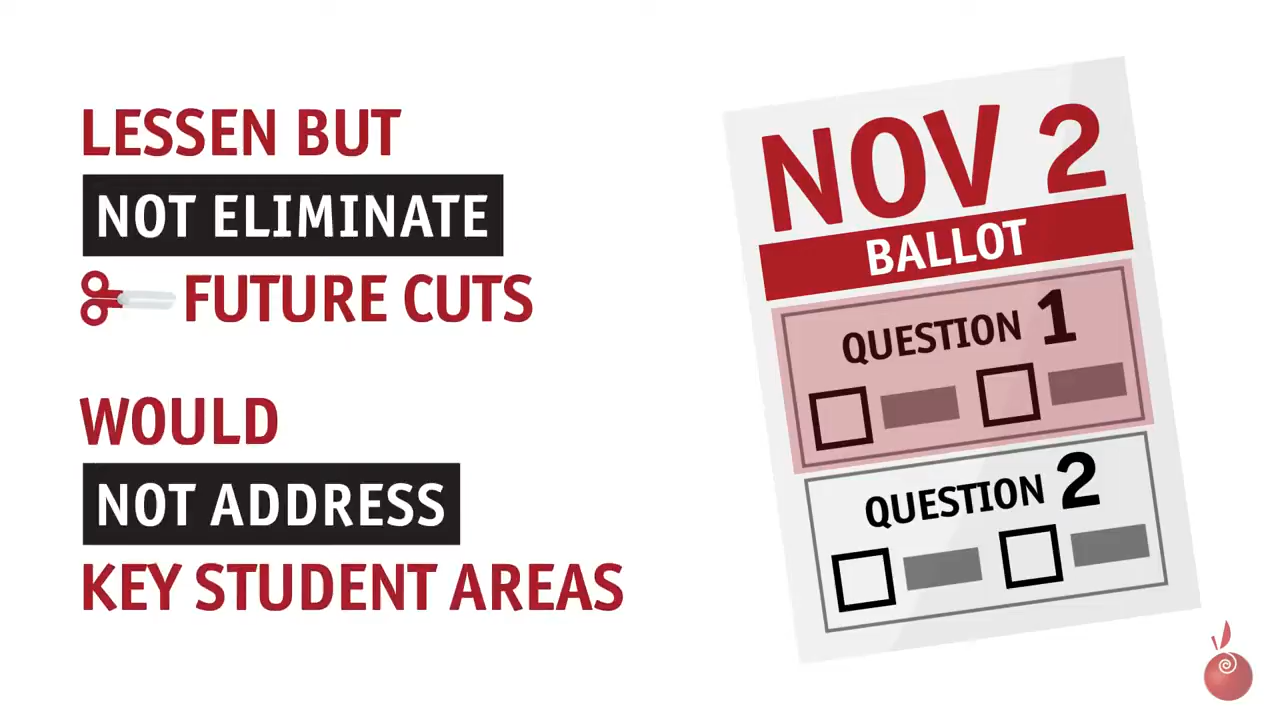 LESSEN BUT
NOT ELIMINATE
FUTURE CUTS
WOULD
NOT ADDRESS
KEY STUDENT AREAS
NOV 2
BALLOT
QUESTION 1
QUESTION 2